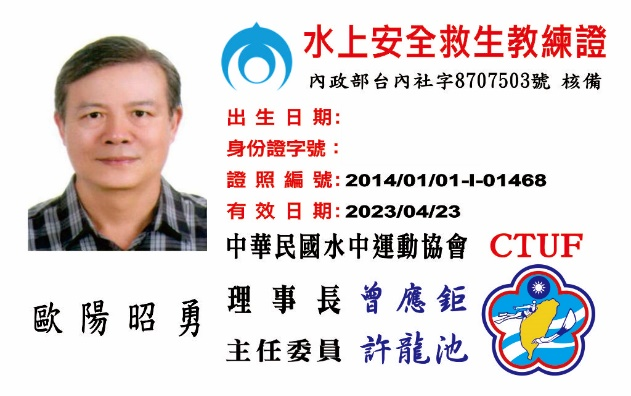 水上安全救生教練證
內政部台內社字8707503號 核備
出生日期:
身份證字號：
證照編號:2014/01/01-I-01468
有效日期:2023/04/23
中華民國水中運動協會 CTUF
歐陽昭勇
理事長 曾應鉅
主任委員 許龍池